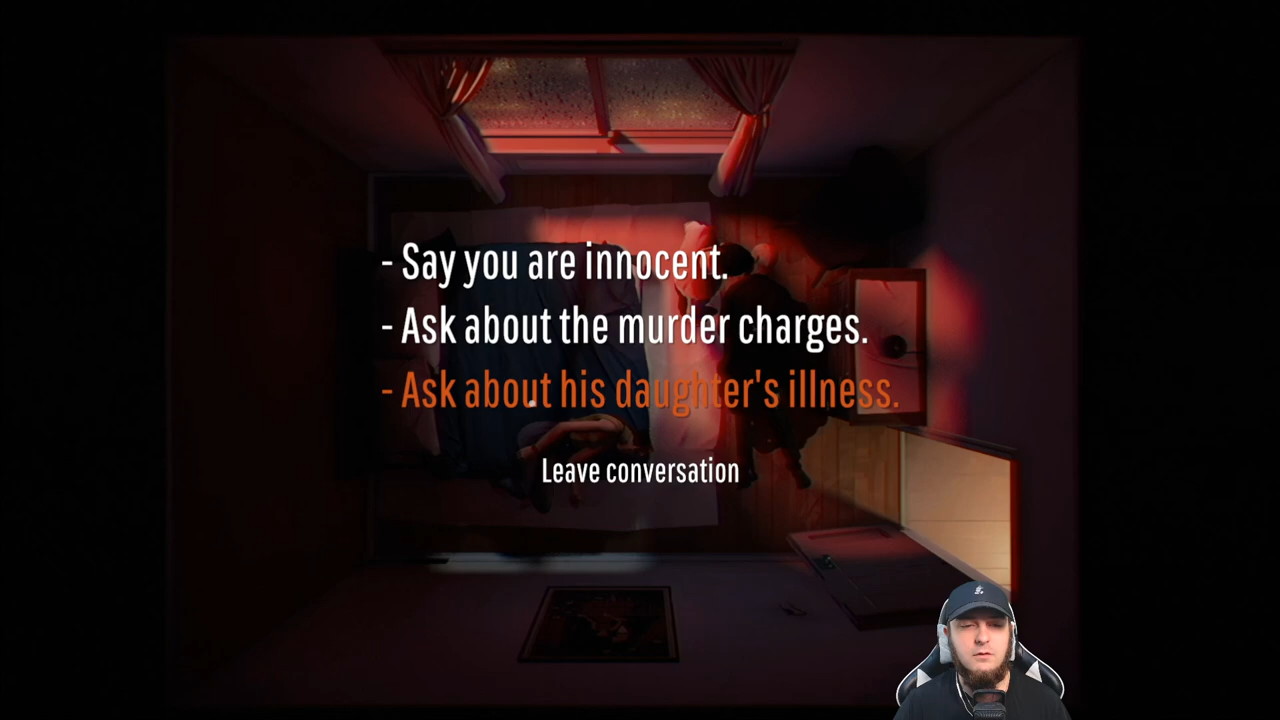 - Say you are innocent.
- Ask about the murder charges.
- Ask about his daughter's illness.
Leave conversation